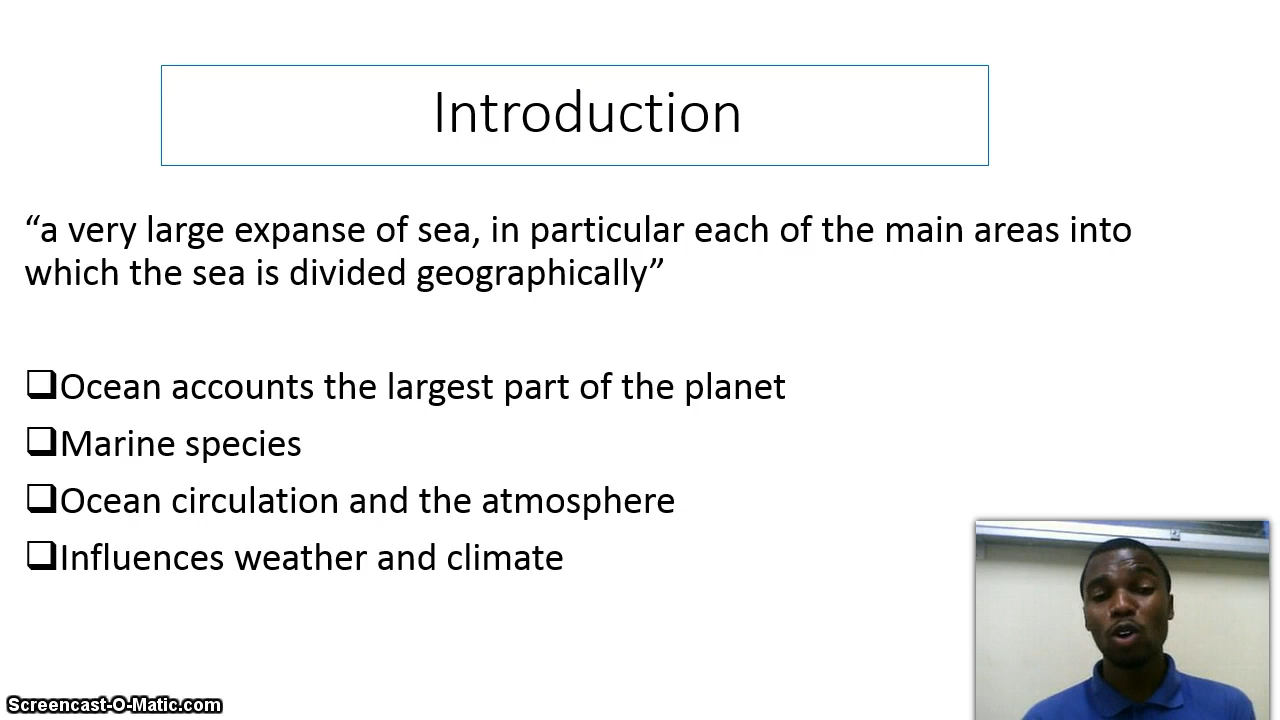 Introduction
“a very large expanse of sea, in particular each of the main areas into
which the sea is divided geographically”
Ocean accounts the largest part of the planet
Marine species
Ocean circulation and the atmosphere
Influences weather and climate
Screencast-O-Matic.com